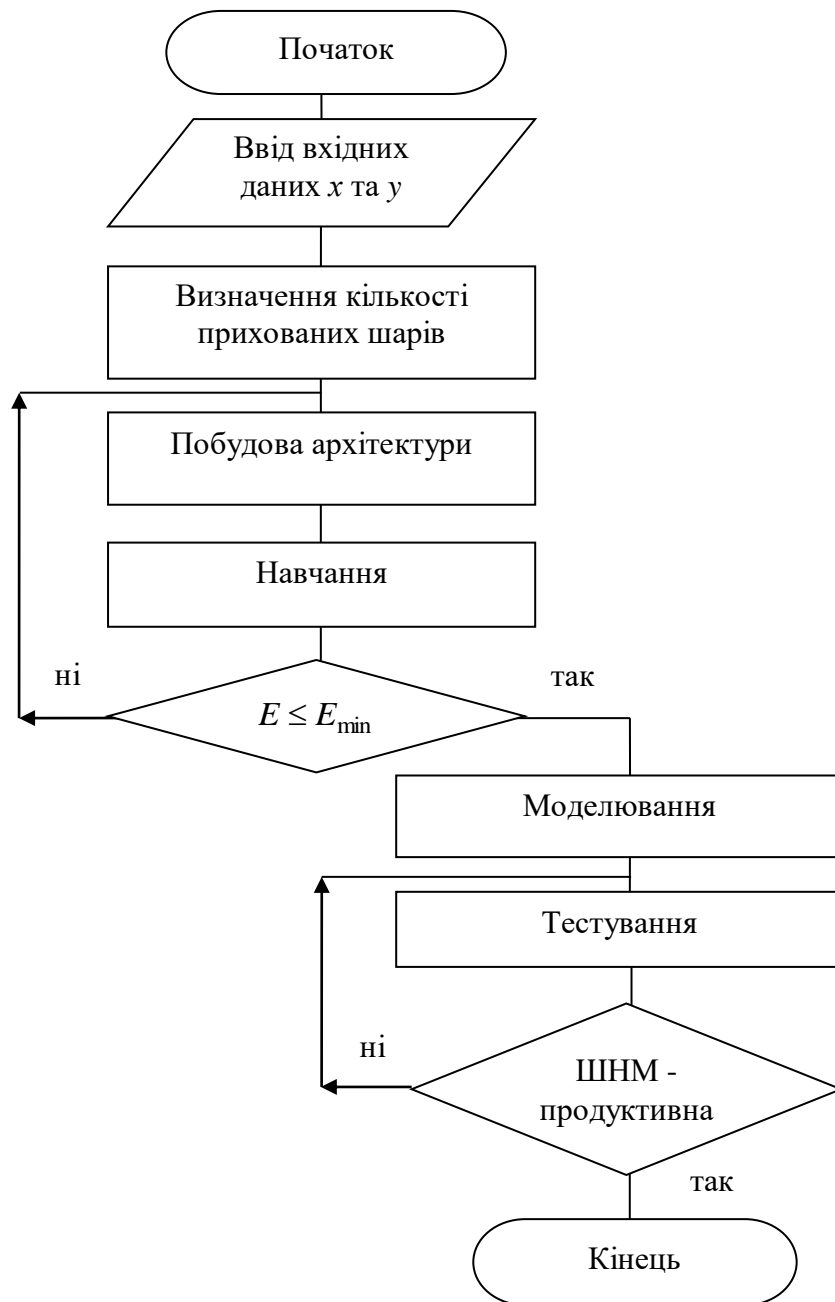 Початок
Ввід вхідних
даних x та y
Визначення кількості
прихованих шарів
Побудова архітектури
Навчання
ні
так
E ≤ Emin
Моделювання
Тестування
ні
ШНМ -
продуктивна
так
Кінець